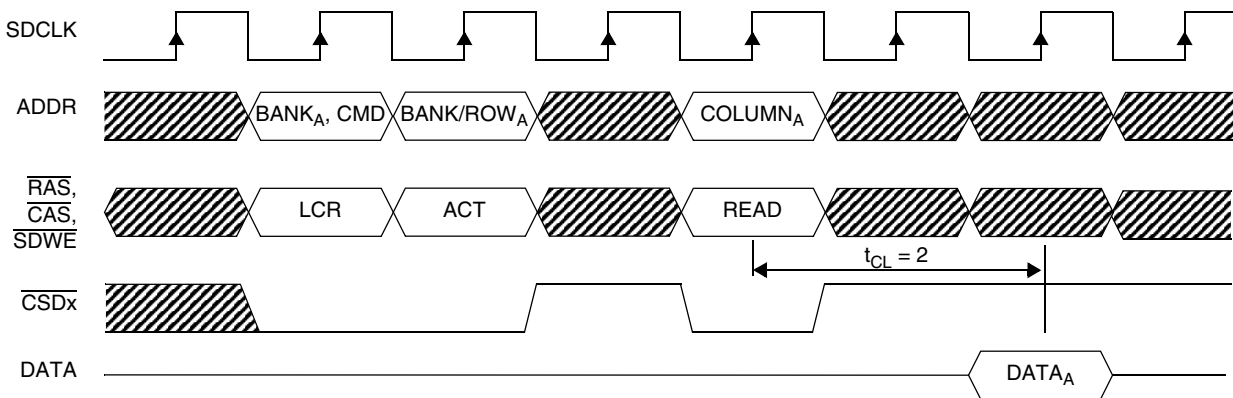 SDCLK
ADDR
BANKA, CMD
BANK/ROWA
COLUMNA
RAS,
CAS,
SDWE
LCR
ACT
READ
tCL = 2
CSDx
DATA
DATAA